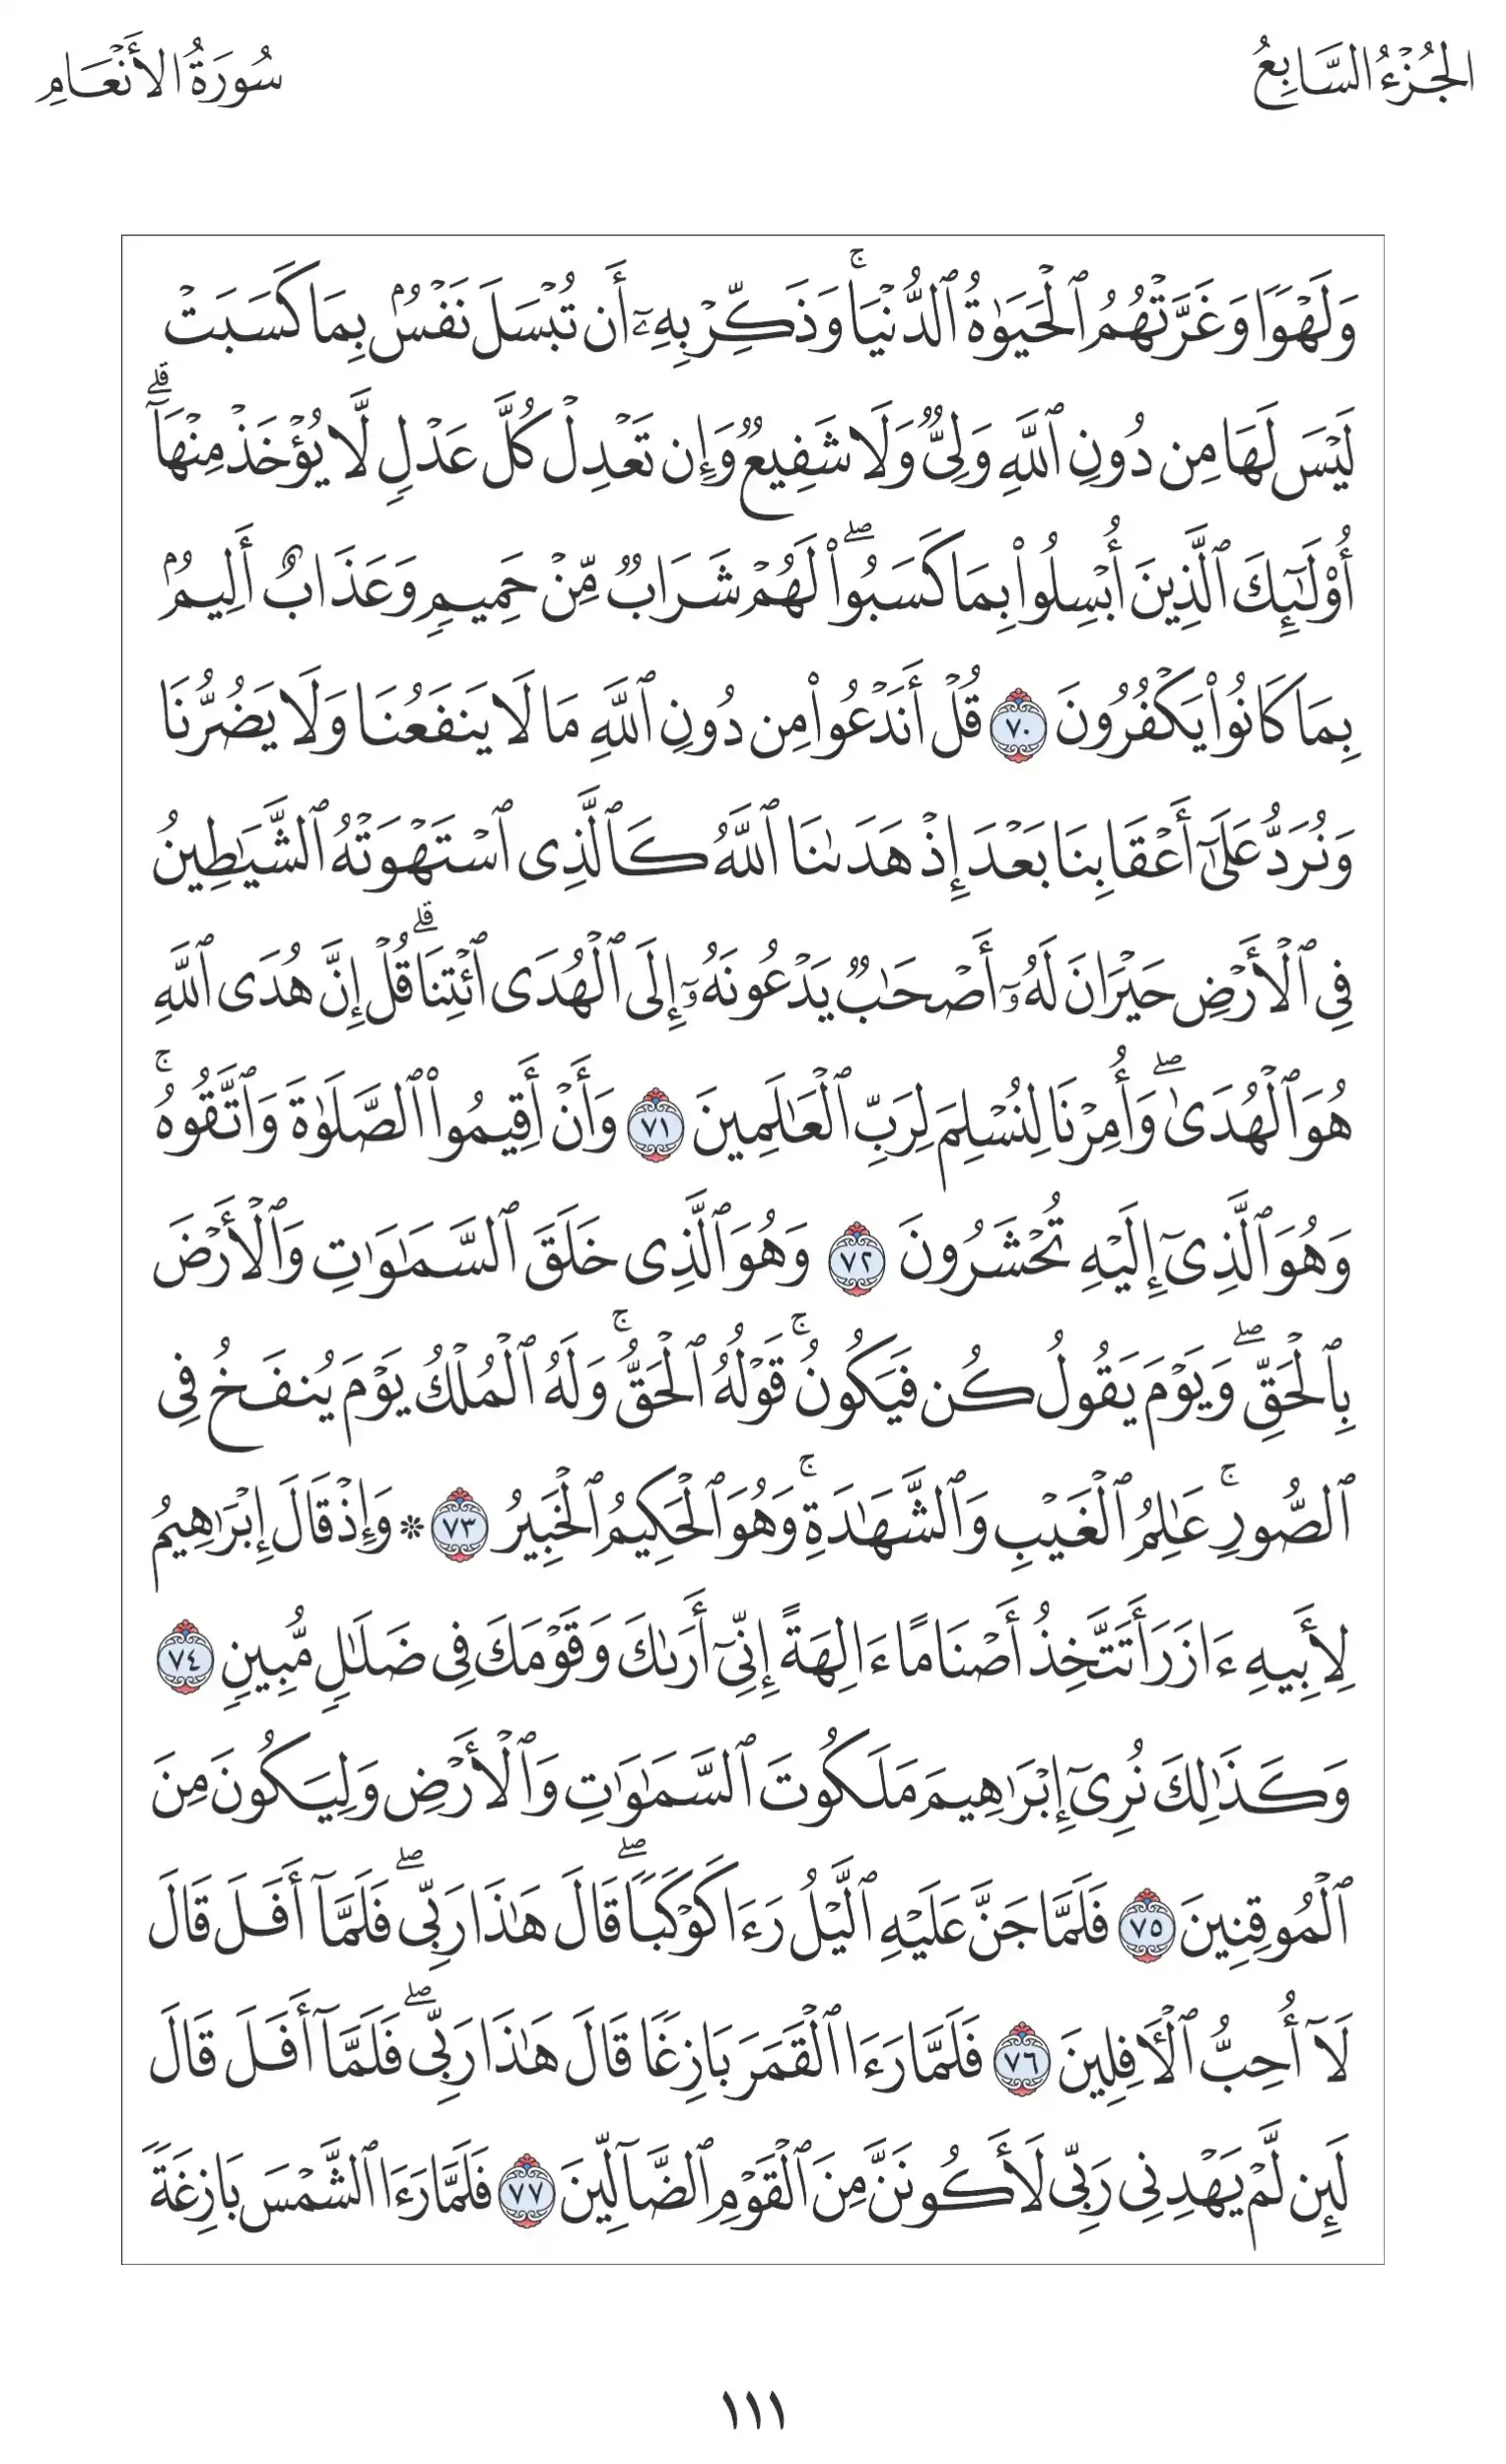 الجُزْءُ السَّابِعُ
سُورَةُ الأَنْعَامِ
وَلَهْوًا وَغَرَّتْهُمُ ٱلْحَيَوٰةُ ٱلدُّنْيَاۚ وَذَكِّرْ بِهِۦٓ أَن تُبْسَلَ نَفْسٌۢ بِمَا كَسَبَتْ
لَيْسَ لَهَا مِن دُونِ ٱللَّهِ وَلِىٌّ وَلَا شَفِيعٌ وَإِن تَعْدِلْ كُلَّ عَدْلٍ لَّا يُؤْخَذْ مِنْهَآۗ
أُوْلَٰٓئِكَ ٱلَّذِينَ أُبْسِلُوا۟ بِمَا كَسَبُوا۟ۖ لَهُمْ شَرَابٌ مِّنْ حَمِيمٍ وَعَذَابٌ أَلِيمٌۢ
بِمَا كَانُوا۟ يَكْفُرُونَ ٧٠ قُلْ أَنَدْعُوا۟ مِن دُونِ ٱللَّهِ مَا لَا يَنفَعُنَا وَلَا يَضُرُّنَا
وَنُرَدُّ عَلَىٰٓ أَعْقَابِنَا بَعْدَ إِذْ هَدَىٰنَا ٱللَّهُ كَٱلَّذِى ٱسْتَهْوَتْهُ ٱلشَّيَٰطِينُ
فِى ٱلْأَرْضِ حَيْرَانَ لَهُۥٓ أَصْحَٰبٌ يَدْعُونَهُۥٓ إِلَى ٱلْهُدَى ٱئْتِنَاۗ قُلْ إِنَّ هُدَى ٱللَّهِ
هُوَ ٱلْهُدَىٰۖ وَأُمِرْنَا لِنُسْلِمَ لِرَبِّ ٱلْعَٰلَمِينَ ٧١ وَأَنْ أَقِيمُوا۟ ٱلصَّلَوٰةَ وَٱتَّقُوهُۚ
وَهُوَ ٱلَّذِىٓ إِلَيْهِ تُحْشَرُونَ ٧٢ وَهُوَ ٱلَّذِى خَلَقَ ٱلسَّمَٰوَٰتِ وَٱلْأَرْضَ
بِٱلْحَقِّۖ وَيَوْمَ يَقُولُ كُن فَيَكُونُۚ قَوْلُهُ ٱلْحَقُّۚ وَلَهُ ٱلْمُلْكُ يَوْمَ يُنفَخُ فِى
ٱلصُّورِۚ عَٰلِمُ ٱلْغَيْبِ وَٱلشَّهَٰدَةِۚ وَهُوَ ٱلْحَكِيمُ ٱلْخَبِيرُ ٧٣ * وَإِذْ قَالَ إِبْرَٰهِيمُ
لِأَبِيهِ ءَازَرَ أَتَتَّخِذُ أَصْنَامًا ءَالِهَةً إِنِّىٓ أَرَىٰكَ وَقَوْمَكَ فِى ضَلَٰلٍ مُّبِينٍ ٧٤
وَكَذَٰلِكَ نُرِىٓ إِبْرَٰهِيمَ مَلَكُوتَ ٱلسَّمَٰوَٰتِ وَٱلْأَرْضِ وَلِيَكُونَ مِنَ
ٱلْمُوقِنِينَ ٧٥ فَلَمَّا جَنَّ عَلَيْهِ ٱلَّيْلُ رَءَا كَوْكَبًاۖ قَالَ هَٰذَا رَبِّىۖ فَلَمَّآ أَفَلَ قَالَ
لَآ أُحِبُّ ٱلْءَافِلِينَ ٧٦ فَلَمَّا رَءَا ٱلْقَمَرَ بَازِغًا قَالَ هَٰذَا رَبِّىۖ فَلَمَّآ أَفَلَ قَالَ
لَئِن لَّمْ يَهْدِنِى رَبِّى لَأَكُونَنَّ مِنَ ٱلْقَوْمِ ٱلضَّآلِّينَ ٧٧ فَلَمَّا رَءَا ٱلشَّمْسَ بَازِغَةً
١١١